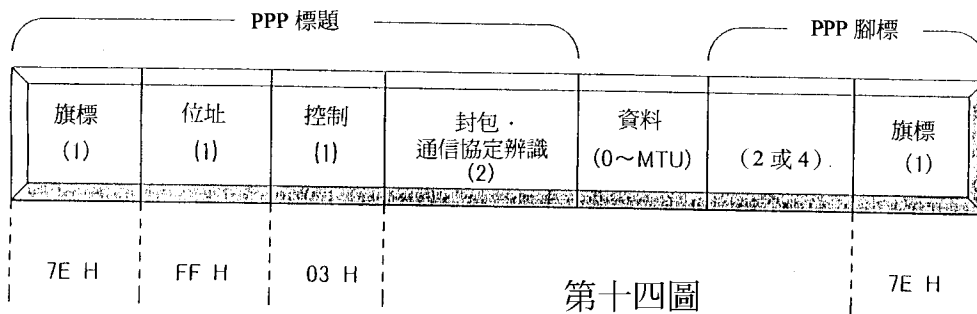 PPP 標題
PPP 腳標
旗標
(1)
位址
(1)
控制
(1)
封包・
通信協定辨識
(2)
資料
(0～MTU)
(2 或 4)
旗標
(1)
7E H
FF H
03 H
第十四圖
7E H